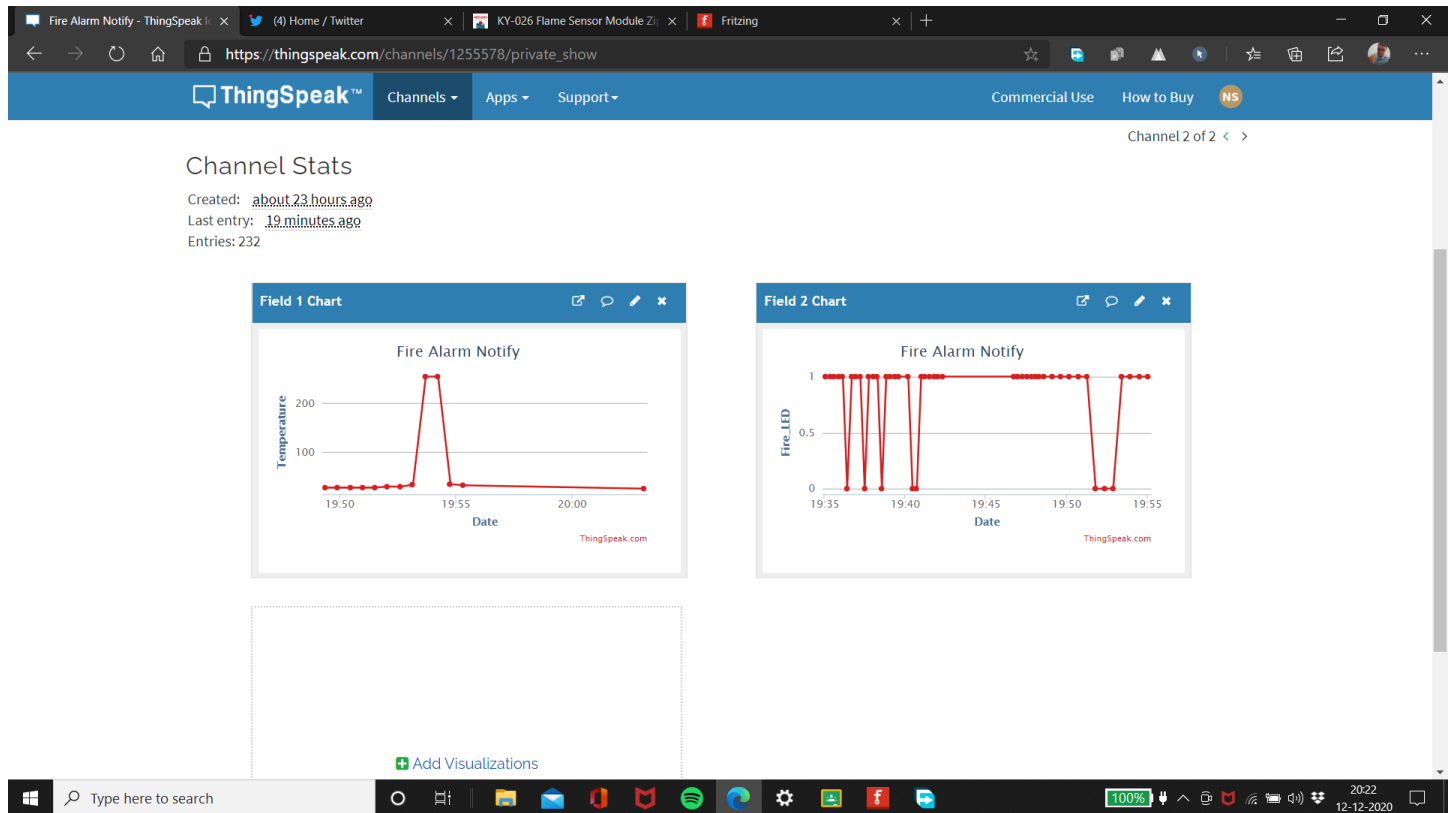 Fire Alarm Notify - ThingSpeak I
(4) Home / Twitter
KY-026 Flame Sensor Module Zi
Fritzing
https://thingspeak.com/channels/1255578/private_show
ThingSpeak™
Channels
Apps
Support
Commercial Use
How to Buy
NS
Channel 2 of 2 < >
Channel Stats
Created: about 23 hours ago
Last entry: 19 minutes ago
Entries: 232
Field 1 Chart
Fire Alarm Notify
Temperature
200
100
19:50 19:55 20:00
Date
ThingSpeak.com
Field 2 Chart
Fire Alarm Notify
Fire_LED
1
0.5
0
19:35 19:40 19:45 19:50 19:55
Date
ThingSpeak.com
Add Visualizations
Type here to search
100%
20:22
12-12-2020